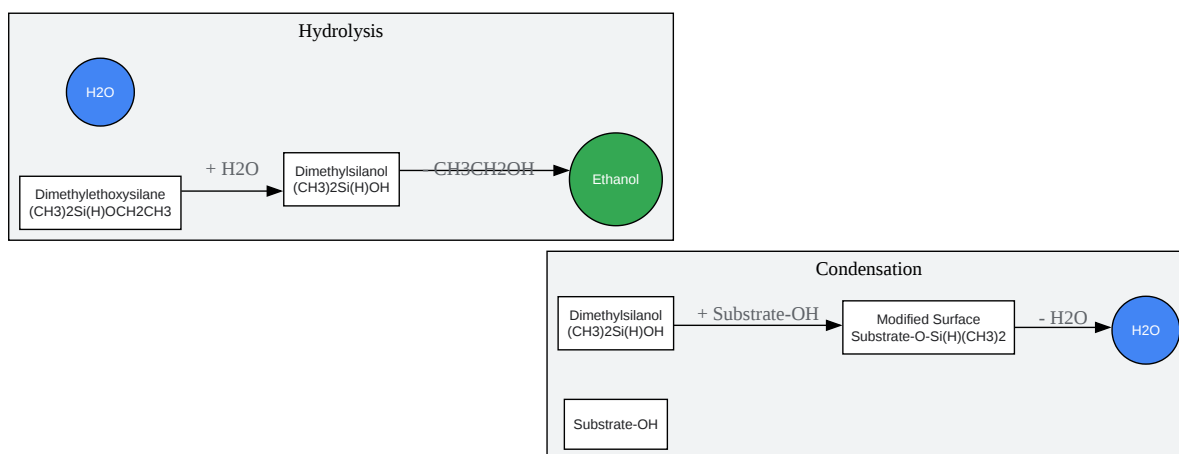 Hydrolysis
H2O
+ H2O
Dimethylsilanol
(CH3)2Si(H)OH
- CH3CH2OH
Ethanol
Dimethylethoxysilane
(CH3)2Si(H)OCH2CH3
Condensation
Dimethylsilanol
(CH3)2Si(H)OH
+ Substrate-OH
Modified Surface
Substrate-O-Si(H)(CH3)2
- H2O
H2O
Substrate-OH